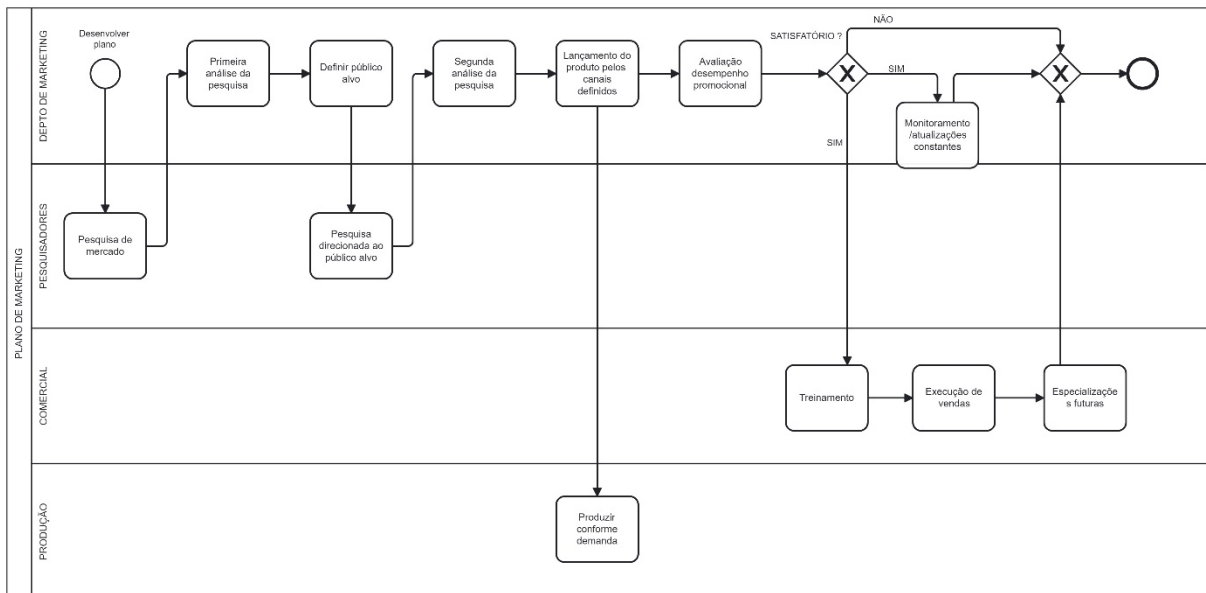 PLANO DE MARKETING
DEPTO DE MARKETING
Desenvolver
plano
Primeira
análise da
pesquisa
Definir público
alvo
Segunda
análise da
pesquisa
Lançamento do
produto pelos
canais
definidos
Avaliação
desempenho
promocional
SATISFATÓRIO ?
NÃO
SIM
SIM
Monitoramento
/atualizações
constantes
PESQUISADORES
Pesquisa de
mercado
Pesquisa
direcionada ao
público alvo
COMERCIAL
Treinamento
Execução de
vendas
Especializaçõe
s futuras
PRODUÇÃO
Produzir
conforme
demanda